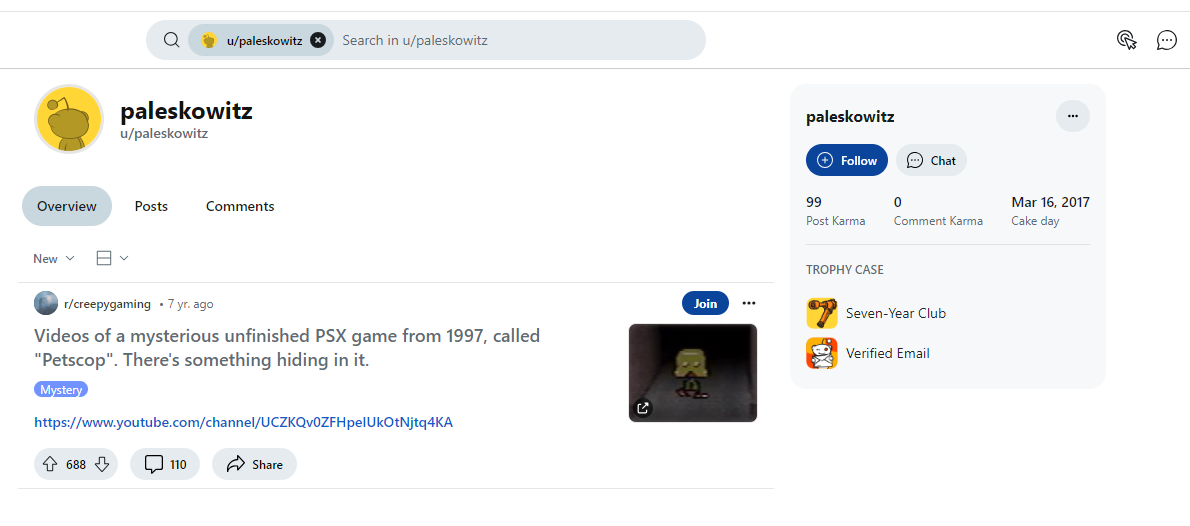 u/paleskowitz
Search in u/paleskowitz
paleskowitz
u/paleskowitz
Overview
Posts
Comments
New
r/creepygaming • 7 yr. ago
Join
Videos of a mysterious unfinished PSX game from 1997, called
"Petscop". There's something hiding in it.
Mystery
https://www.youtube.com/channel/UCZKQv0ZFHpeIUkOtNjtq4KA
688
110
Share
paleskowitz
Follow
Chat
99
0
Mar 16, 2017
Post Karma
Comment Karma
Cake day
TROPHY CASE
Seven-Year Club
Verified Email